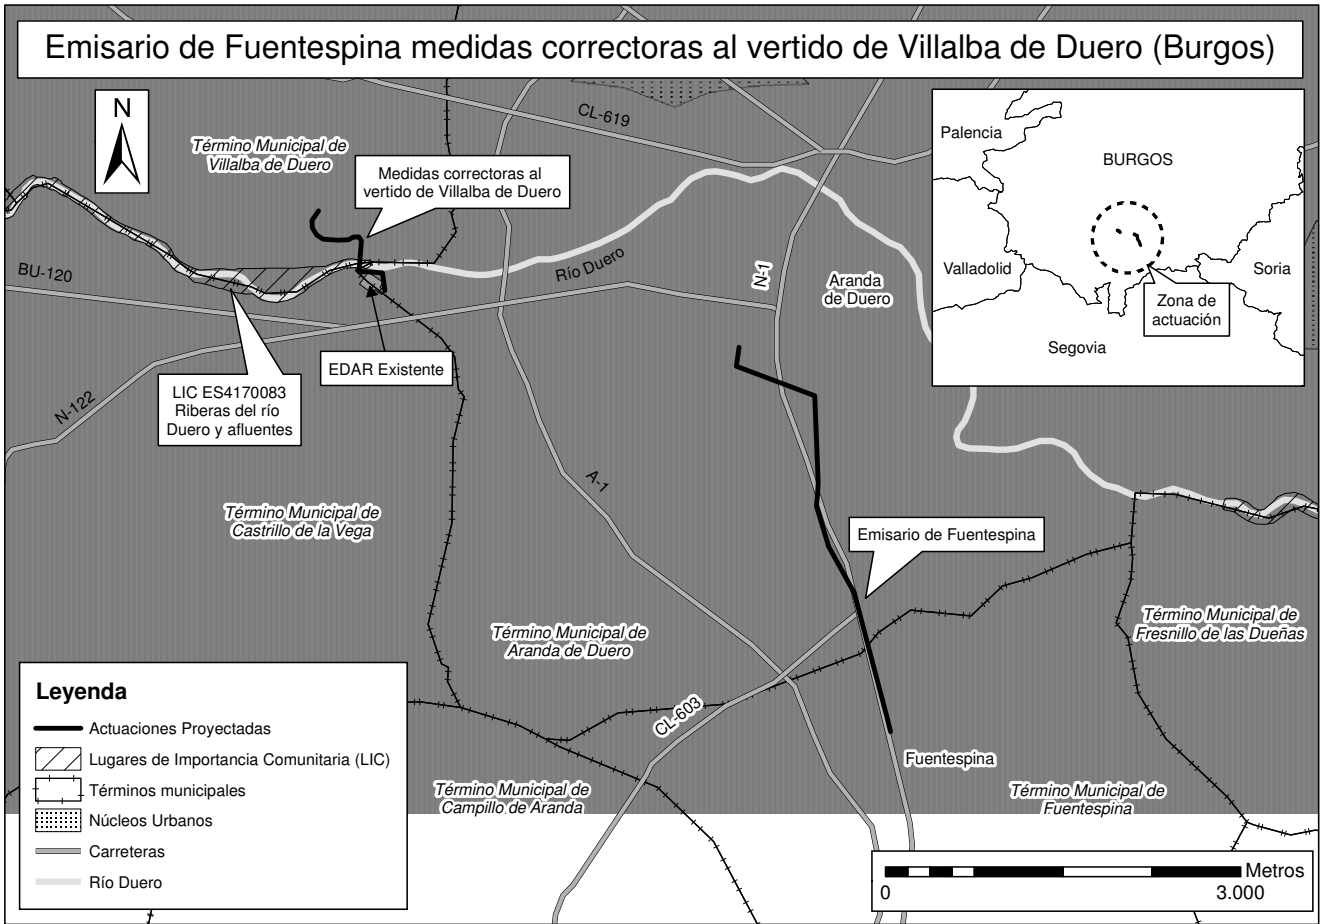 Emisario de Fuentespina medidas correctoras al vertido de Villalba de Duero (Burgos)
N
CL-619
Término Municipal de
Villalba de Duero
Medidas correctoras al
vertido de Villalba de Duero
Palencia
BURGOS
Valladolid
Soria
Zona de
actuación
Segovia
BU-120
Río Duero
N-1
Aranda
de Duero
EDAR Existente
LIC ES4170083
Riberas del río
Duero y afluentes
N-122
A-1
Término Municipal de
Castrillo de la Vega
Emisario de Fuentespina
Término Municipal de
Aranda de Duero
Término Municipal de
Fresnillo de las Dueñas
CL-603
Fuentespina
Término Municipal de
Campillo de Aranda
Término Municipal de
Fuentespina
Leyenda
Actuaciones Proyectadas
Lugares de Importancia Comunitaria (LIC)
Términos municipales
Núcleos Urbanos
Carreteras
Río Duero
Metros
0
3.000